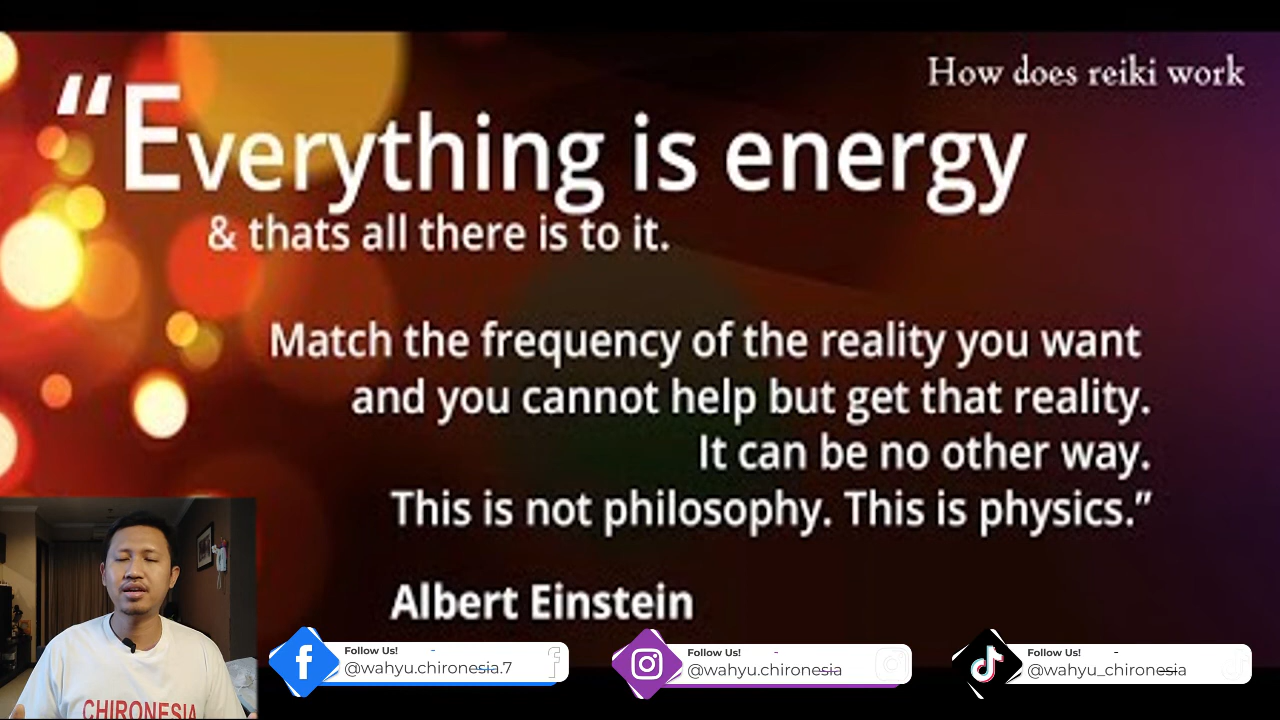 How does reiki work
“Everything is energy
& thats all there is to it.
Match the frequency of the reality you want
and you cannot help but get that reality.
It can be no other way.
This is not philosophy. This is physics.”
Albert Einstein
CHIRONESIA
Follow Us!
@wahyu.chironesia.7
Follow Us!
@wahyu.chironesia
Follow Us!
@wahyu_chironesia